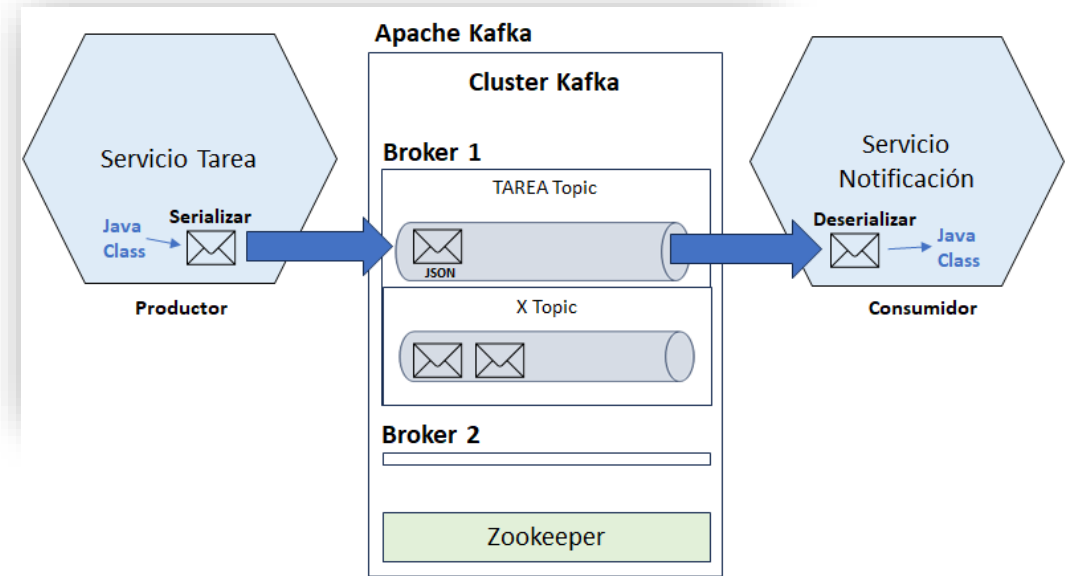 Apache Kafka
Cluster Kafka
Servicio Tarea
Serializar
Java
Class
Productor
Broker 1
TAREA Topic
JSON
X Topic
Broker 2
Zookeeper
Servicio
Notificación
Deserializar
Java
Class
Consumidor